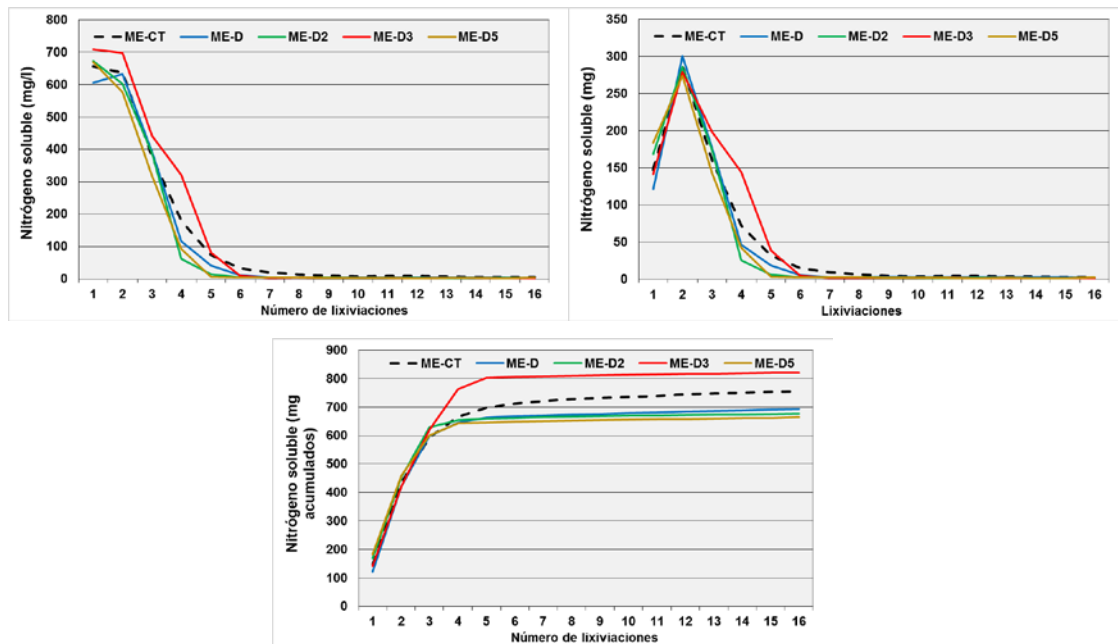 800
700
600
500
400
300
200
100
0
Nitrógeno soluble (mg/l)
ME-CT ME-D ME-D2 ME-D3 ME-D5
1 2 3 4 5 6 7 8 9 10 11 12 13 14 15 16
Número de lixiviaciones
350
300
250
200
150
100
50
0
Nitrógeno soluble (mg)
ME-CT ME-D ME-D2 ME-D3 ME-D5
1 2 3 4 5 6 7 8 9 10 11 12 13 14 15 16
Lixiviaciones
900
800
700
600
500
400
300
200
100
0
Nitrógeno soluble (mg
acumulados)
ME-CT ME-D ME-D2 ME-D3 ME-D5
1 2 3 4 5 6 7 8 9 10 11 12 13 14 15 16
Número de lixiviaciones